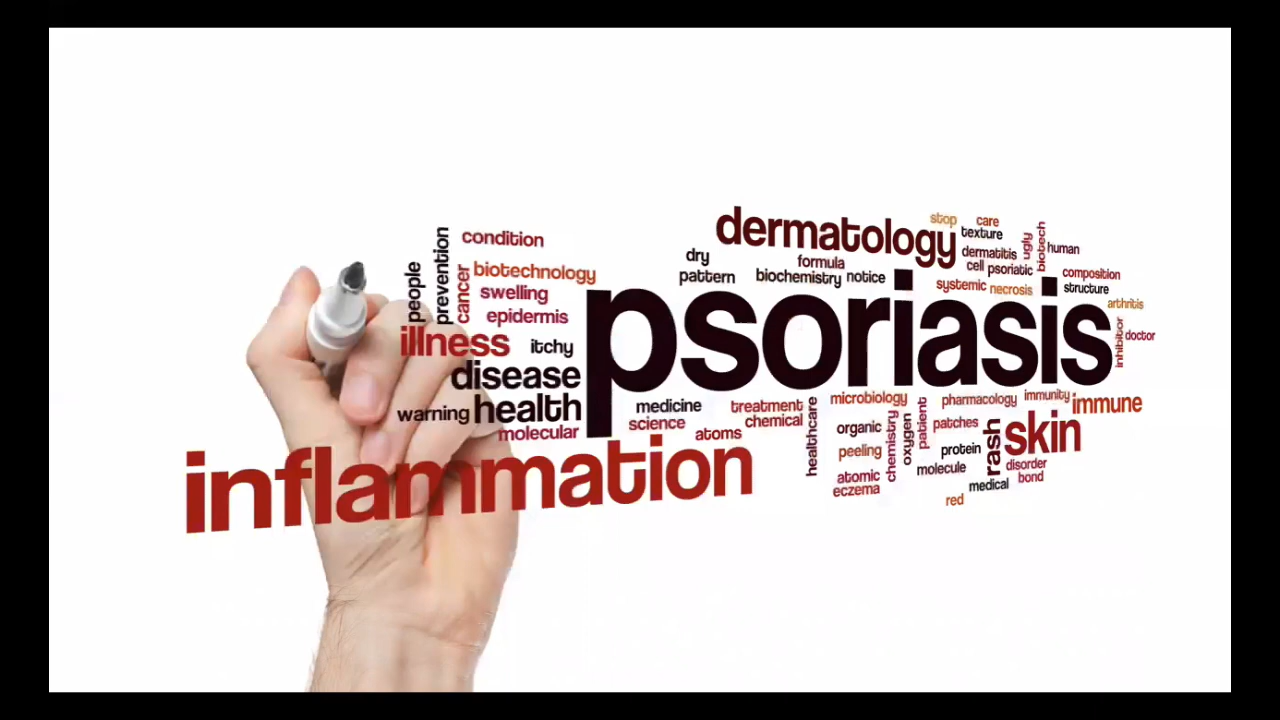 people
prevention
cancer
condition
biotechnology
swelling
epidermis
illness
itchy
disease
warning
health
molecular
inflammation
dermatology
stop
care
texture
ugly
biotech
human
dry
formula
dermatitis
pattern
biochemistry
notice
cell
psoriatic
composition
systemic
necrosis
structure
arthritis
psoriasis
inhibitor
doctor
medicine
treatment
science
chemical
atoms
healthcare
microbiology
organic
peeling
atomic
eczema
chemistry
oxygen
patient
pharmacology
immunity
immune
patches
protein
rash
skin
molecule
disorder
bond
medical
red